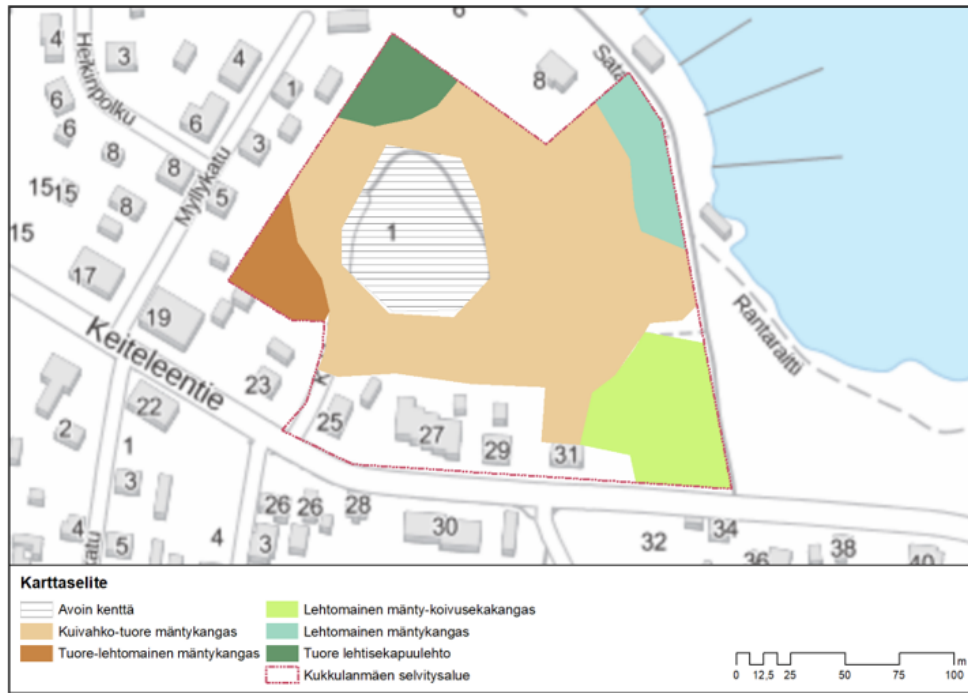 6
4
3
Heikinpolku
4
1
8
Sata
6
6
6
3
8
8
Myllykatu
5
15
15
8
15
1
17
19
Rantaraitti
Keiteleentie
23
K
22
25
27
29
31
2
1
3
26
26
28
30
34
32
4
5
4
3
36
38
40
katu
Karttaselite
Avoin kenttä
Kuivahko-tuore mäntykangas
Tuore-lehtomainen mäntykangas
Lehtomainen mänty-koivusekakangas
Lehtomainen mäntykangas
Tuore lehtisekapuulehto
Kukkulanmäen selvitysalue
0 12,5 25 50 75 100
m